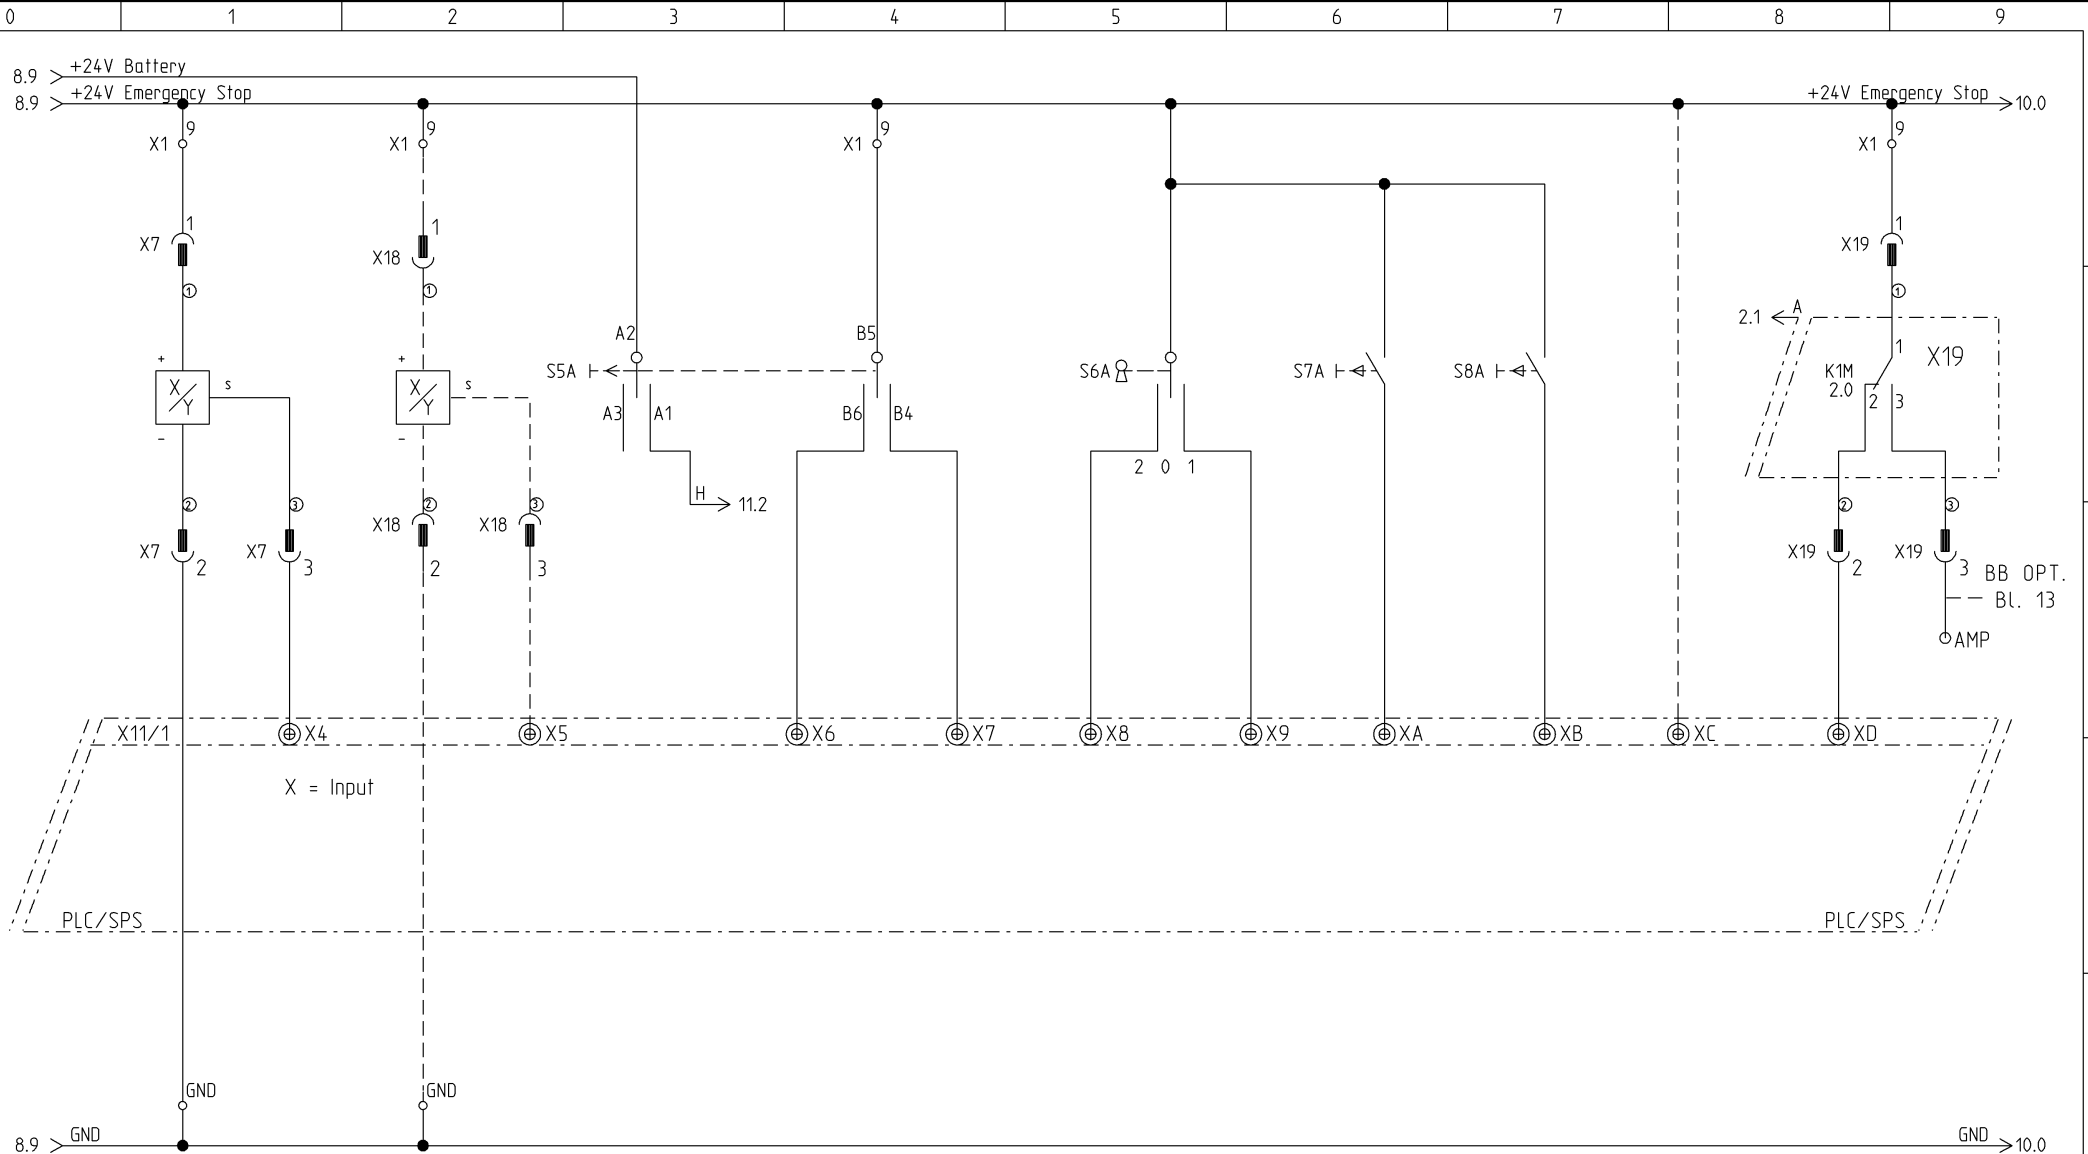 0 1 2 3 4 5 6 7 8 9
8.9 +24V Battery
8.9 +24V Emergency Stop +24V Emergency Stop 10.0
9 9 9 9
X1 X1 X1 X1
1 1 1
X7 X18 X19
1 1 1
2.1 A
A2 B5 1 X19
+ +
X/Y s X/Y s S5A S6A S7A S8A K1M
2.0
2 3
A3 A1 B6 B4
- -
2 0 1
H 11.2
2 3 2 3 2 3
X7 X7 X18 X18 X19 X19
2 3 2 3 2 3
BB OPT.
Bl. 13
AMP
X11/1 X4 X5 X6 X7 X8 X9 XA XB XC XD
X = Input
PLC/SPS PLC/SPS
GND GND
8.9 GND GND 10.0